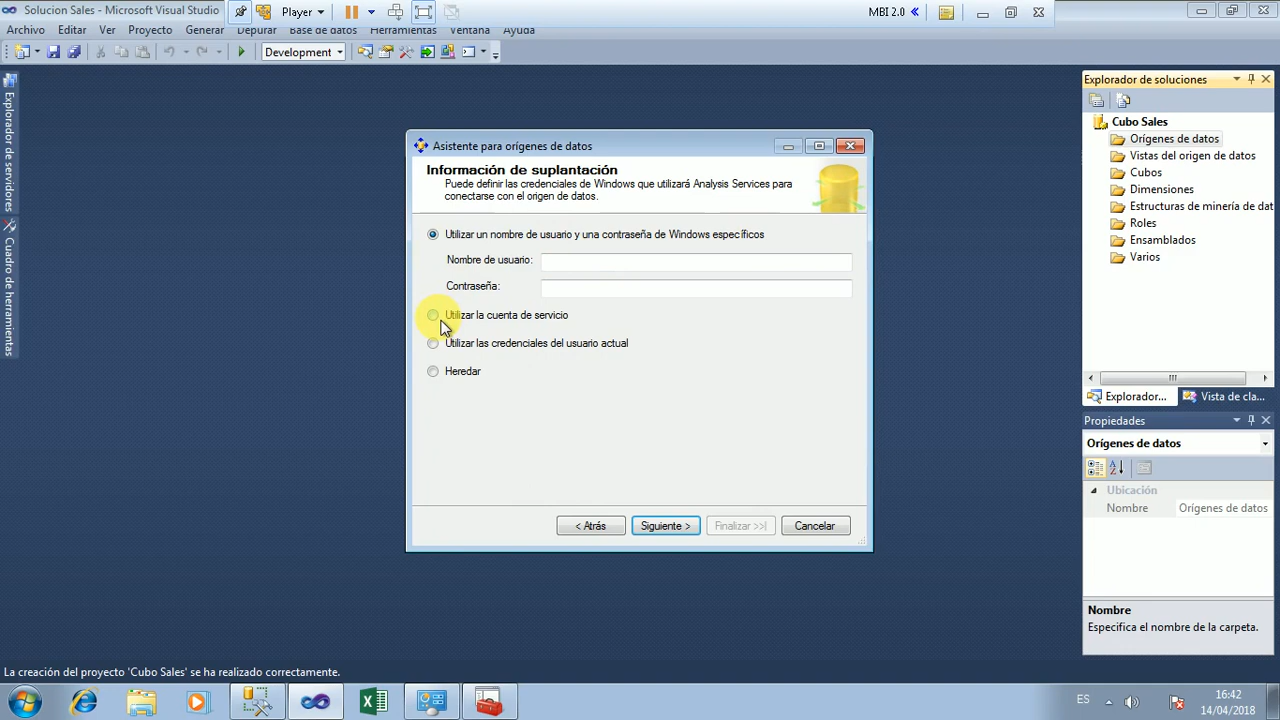 Solucion Sales - Microsoft Visual Studio
Player
MBI 2.0
Archivo Editar Ver Proyecto Generar Depurar Base de datos Herramientas Ventana Ayuda
Development
Explorador de servidores
Cuadro de herramientas
Asistente para orígenes de datos
Información de suplantación
Puede definir las credenciales de Windows que utilizará Analysis Services para
conectarse con el origen de datos.
Utilizar un nombre de usuario y una contraseña de Windows específicos
Nombre de usuario:
Contraseña:
Utilizar la cuenta de servicio
Utilizar las credenciales del usuario actual
Heredar
< Atrás
Siguiente >
Finalizar >>|
Cancelar
Explorador de soluciones
Cubo Sales
Orígenes de datos
Vistas del origen de datos
Cubos
Dimensiones
Estructuras de minería de dat
Roles
Ensamblados
Varios
Explorador...
Vista de cla...
Propiedades
Orígenes de datos
Ubicación
Nombre Orígenes de datos
Nombre
Especifica el nombre de la carpeta.
La creación del proyecto 'Cubo Sales' se ha realizado correctamente.
ES
16:42
14/04/2018